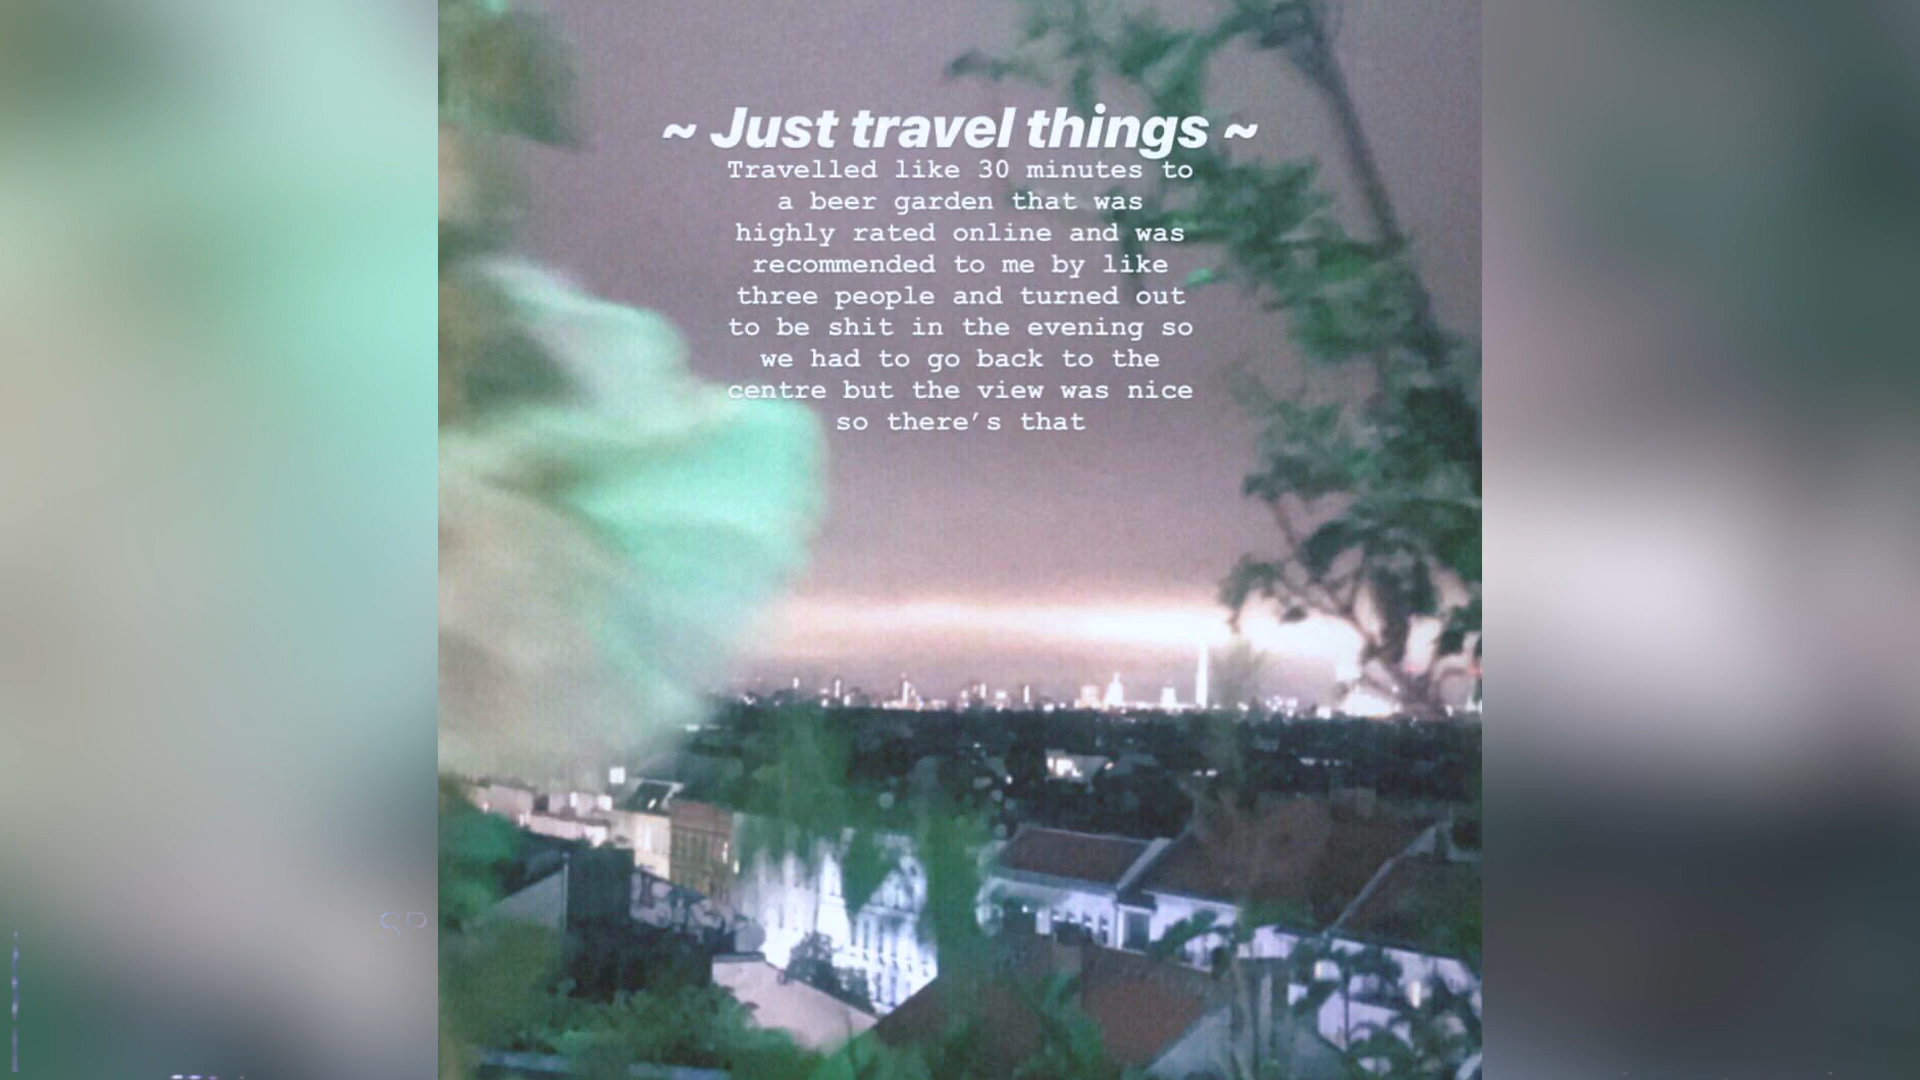 ~ Just travel things ~
Travelled like 30 minutes to
a beer garden that was
highly rated online and was
recommended to me by like
three people and turned out
to be shit in the evening so
we had to go back to the
centre but the view was nice
so there’s that
SP